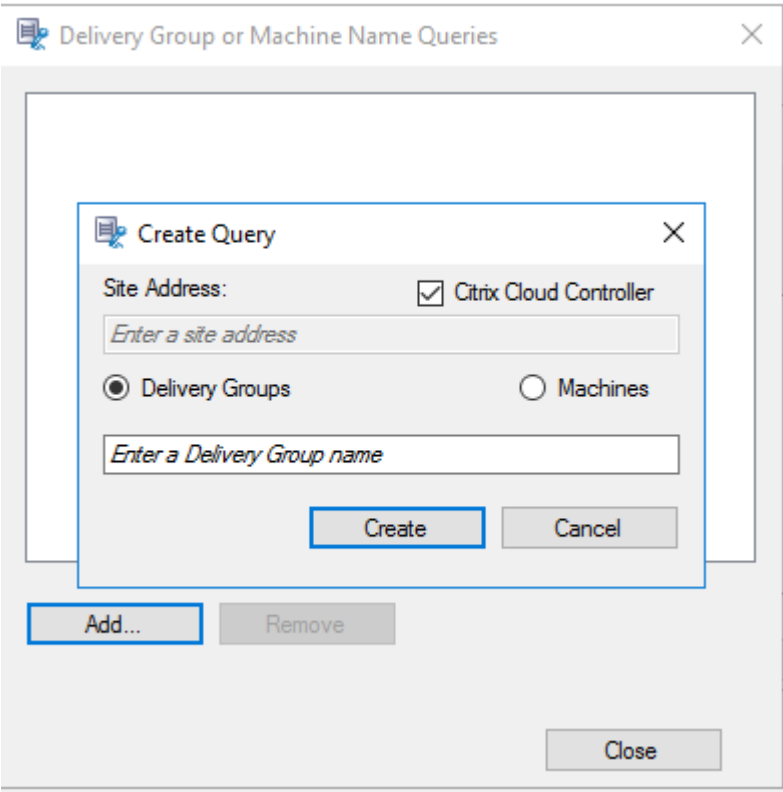 Delivery Group or Machine Name Queries
Create Query
Site Address: Citrix Cloud Controller
Enter a site address
Delivery Groups Machines
Enter a Delivery Group name
Create Cancel
Add... Remove
Close